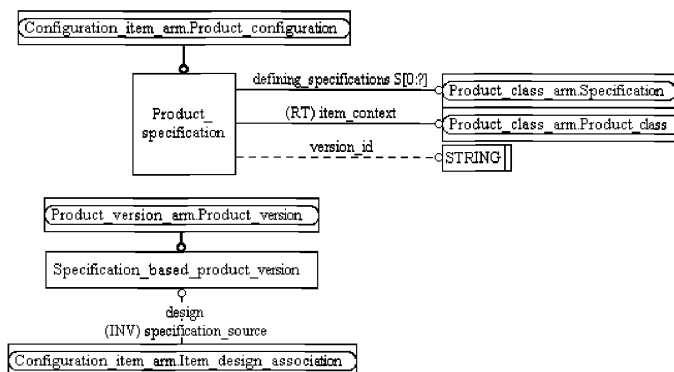 Configuration_item_arm.Product_configuration
defining_specifications S[0:?]
Product_class_arm.Specification
Product_
specification
(RT) item_context
Product_class_arm.Product_class
version_id
STRING
Product_version_arm.Product_version
Specification_based_product_version
design
(INV) specification_source
Configuration_item_arm.Item_design_association